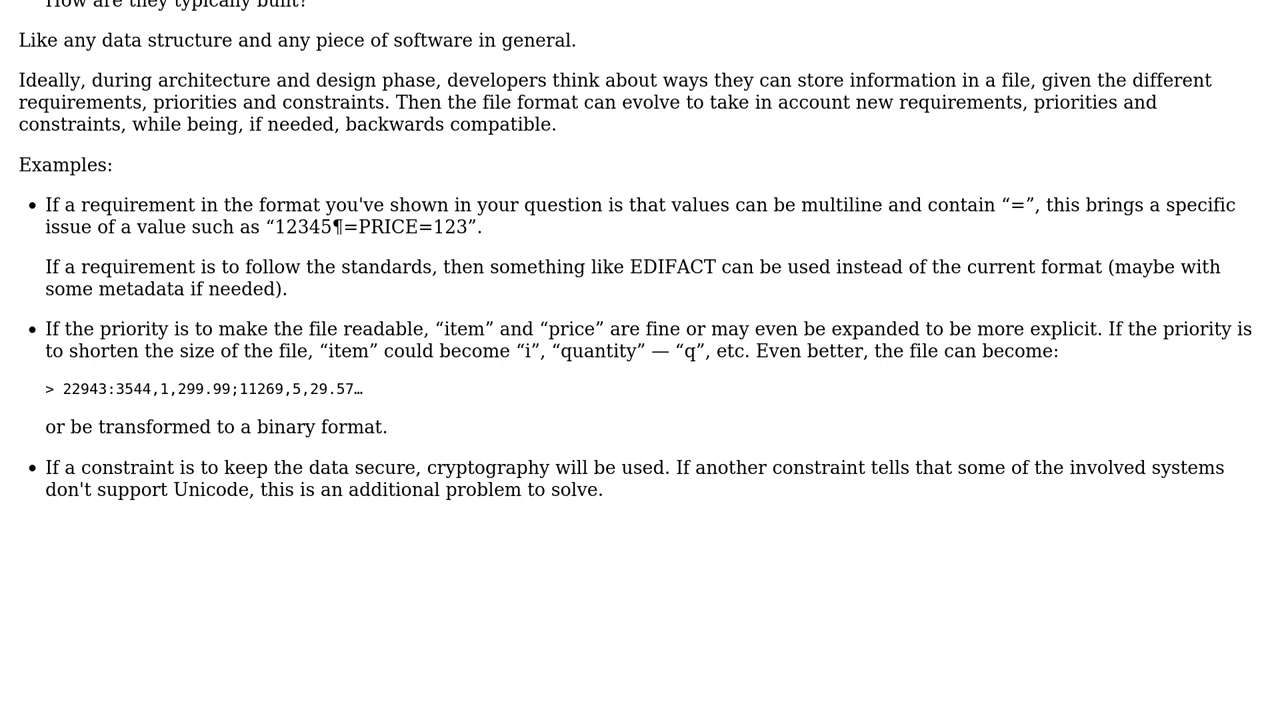 How are they typically built?
Like any data structure and any piece of software in general.
Ideally, during architecture and design phase, developers think about ways they can store information in a file, given the different
requirements, priorities and constraints. Then the file format can evolve to take in account new requirements, priorities and
constraints, while being, if needed, backwards compatible.
Examples:
• If a requirement in the format you've shown in your question is that values can be multiline and contain “=”, this brings a specific
issue of a value such as “12345¶=PRICE=123”.
If a requirement is to follow the standards, then something like EDIFACT can be used instead of the current format (maybe with
some metadata if needed).
• If the priority is to make the file readable, “item” and “price” are fine or may even be expanded to be more explicit. If the priority is
to shorten the size of the file, “item” could become “i”, “quantity” — “q”, etc. Even better, the file can become:
> 22943:3544,1,299.99;11269,5,29.57…
or be transformed to a binary format.
• If a constraint is to keep the data secure, cryptography will be used. If another constraint tells that some of the involved systems
don't support Unicode, this is an additional problem to solve.